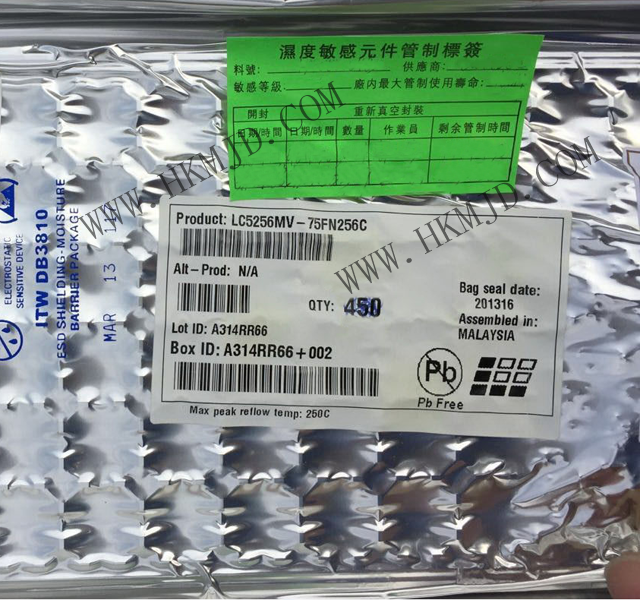 濕度敏感元件管制標簽
料號: 供應商:
敏感等級: 廠内最大管制使用壽命:
開封 重新真空封裝
日期/時間 日期/時間 數量 作業員 剩余管制時間
WWW.HKMJD.COM
WWW.HKMJD.COM
Product: LC5256MV-75FN256C
Alt-Prod: N/A
QTY: 450
Lot ID: A314RR66
Box ID: A314RR66+002
Bag seal date:
201316
Assembled in:
MALAYSIA
Pb
Pb Free
Max peak reflow temp: 250C
ELECTROSTATIC
SENSITIVE DEVICE
ITW DB3810
ESD SHIELDING - MOISTURE
BARRIER PACKAGE
MAR 13